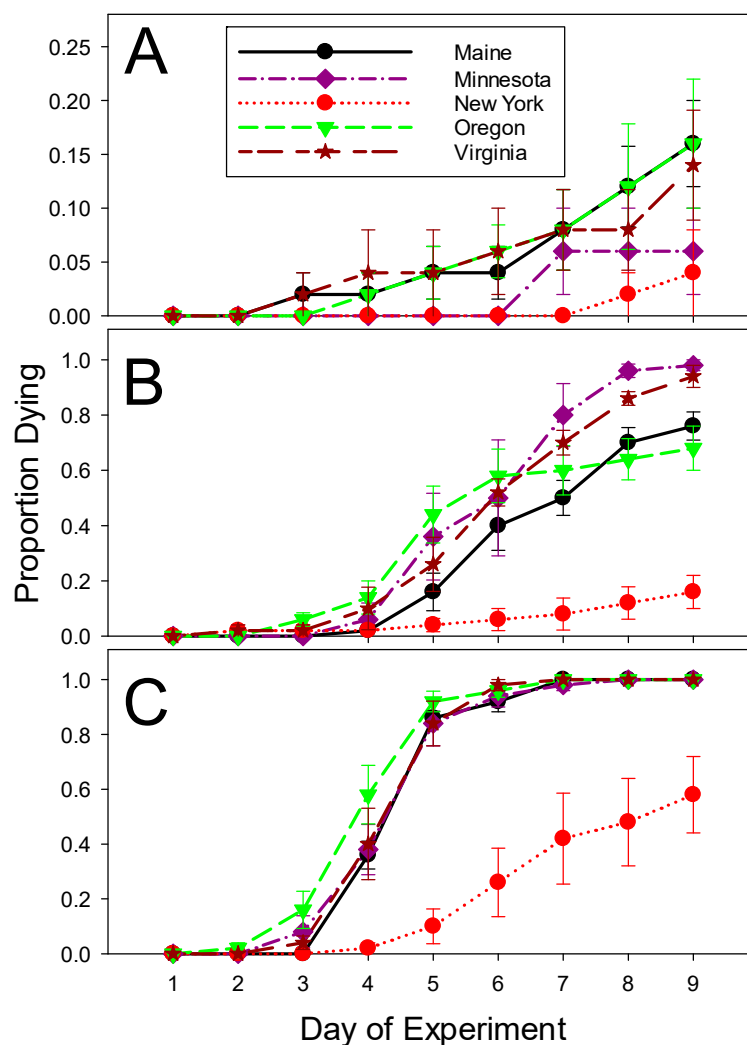 A
Maine
Minnesota
New York
Oregon
Virginia
0.25
0.20
0.15
0.10
0.05
0.00
B
1.0
0.8
0.6
0.4
0.2
0.0
Proportion Dying
C
1.0
0.8
0.6
0.4
0.2
0.0
1 2 3 4 5 6 7 8 9
Day of Experiment